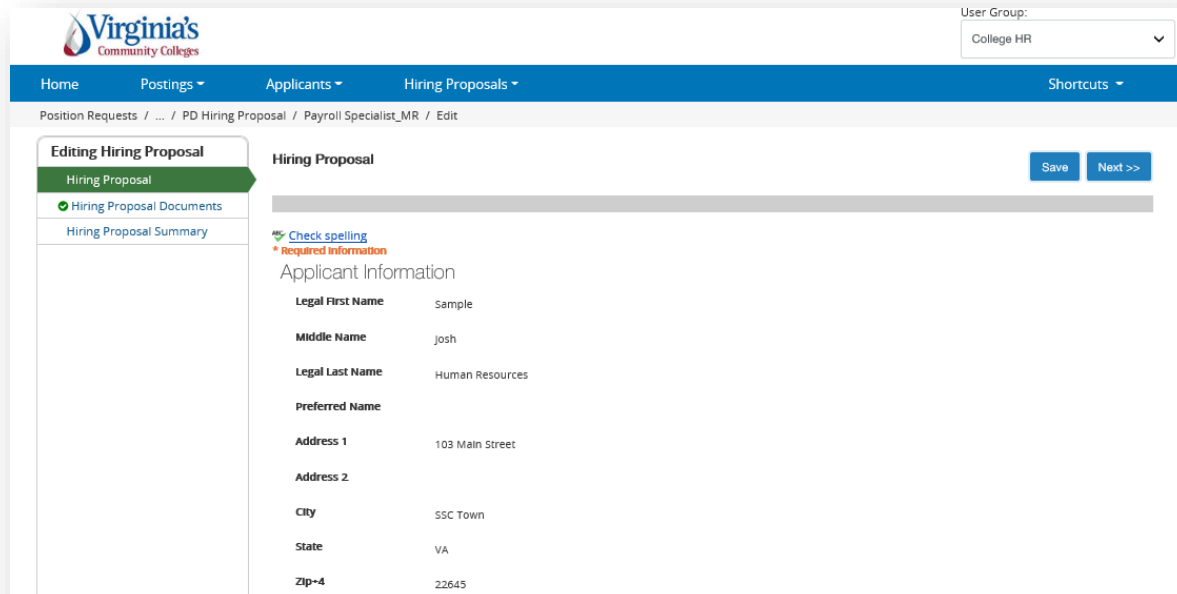 User Group:
Virginia's
Community Colleges
College HR
Home Postings Applicants Hiring Proposals Shortcuts
Position Requests / ... / PD Hiring Proposal / Payroll Specialist_MR / Edit
Editing Hiring Proposal
Hiring Proposal
Hiring Proposal Documents
Hiring Proposal Summary
Hiring Proposal
Save Next >>
ABC Check spelling
* Required Information
Applicant Information
Legal First Name Sample
Middle Name Josh
Legal Last Name Human Resources
Preferred Name
Address 1 103 Main Street
Address 2
City SSC Town
State VA
Zip+4 22645